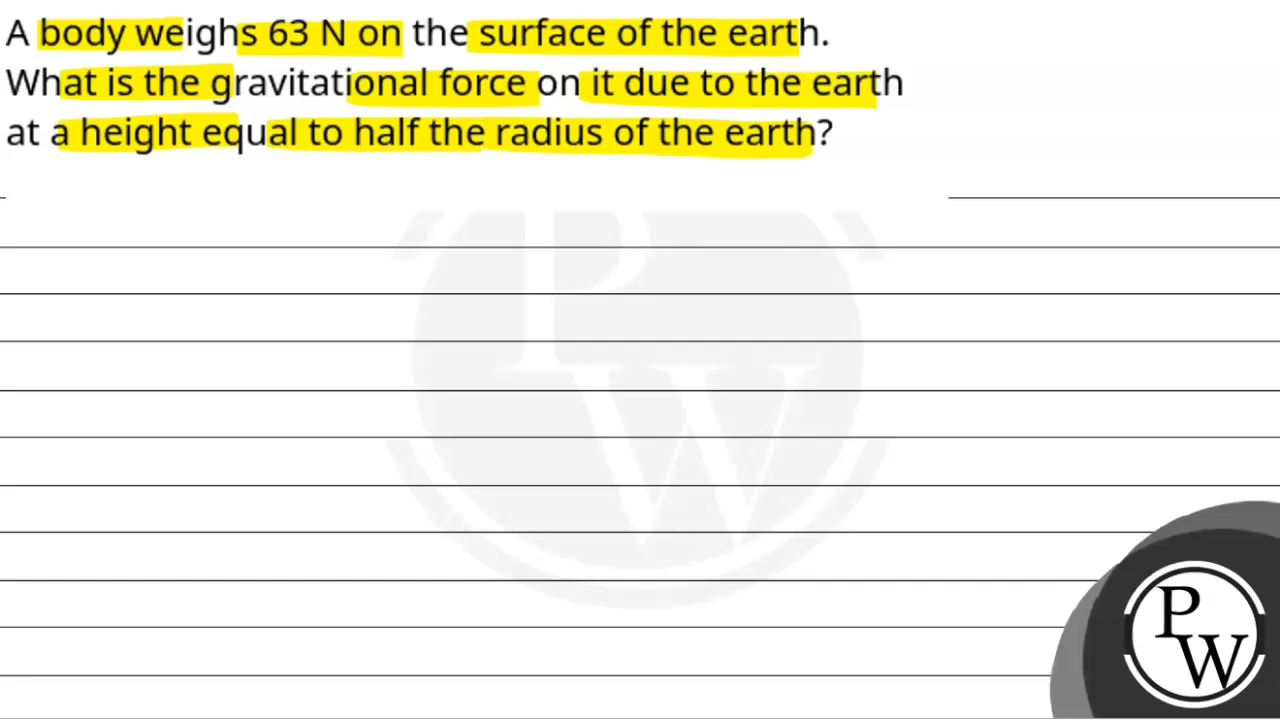 A body weighs 63 N on the surface of the earth.
What is the gravitational force on it due to the earth
at a height equal to half the radius of the earth?
P
W
P
W